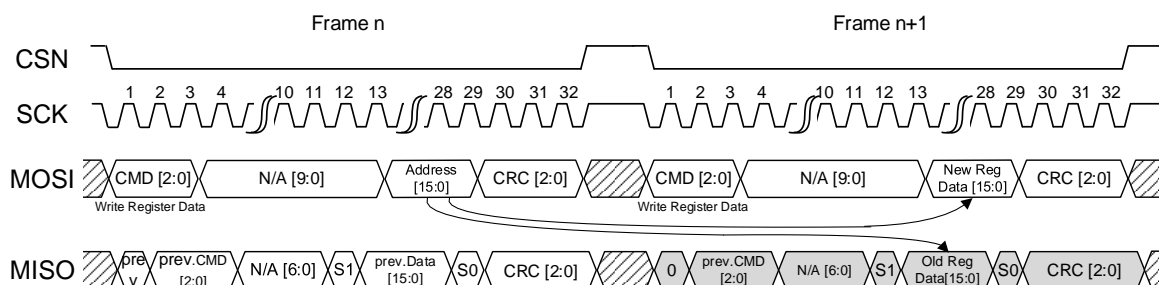 Frame n Frame n+1
CSN
1 2 3 4 10 11 12 13 28 29 30 31 32 1 2 3 4 10 11 12 13 28 29 30 31 32
SCK
MOSI CMD [2:0] N/A [9:0] Address [15:0] CRC [2:0] CMD [2:0] N/A [9:0] New Reg Data [15:0] CRC [2:0]
Write Register Data Write Register Data
MISO pre v prev.CMD [2:0] N/A [6:0] S1 prev.Data [15:0] S0 CRC [2:0] 0 prev.CMD [2:0] N/A [6:0] S1 Old Reg Data[15:0] S0 CRC [2:0]